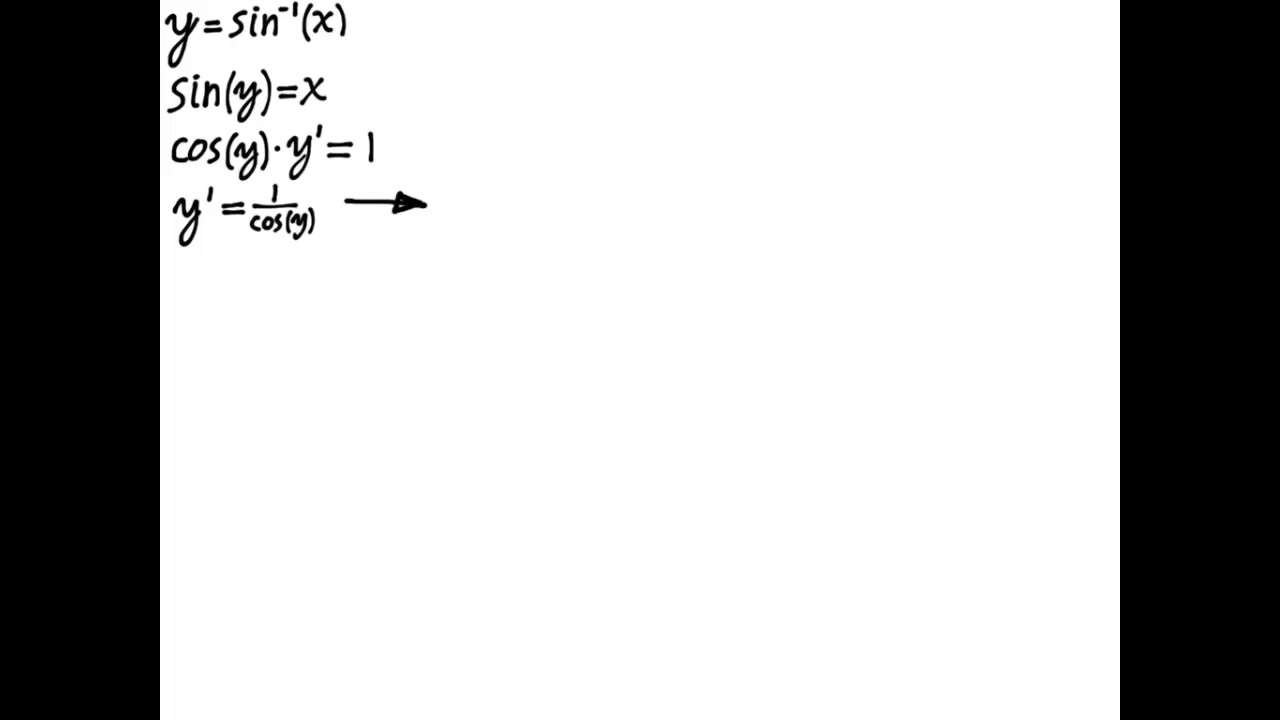 y = sin⁻¹(x)
sin(y) = x
cos(y) · y' = 1
y' = 1/cos(y) →